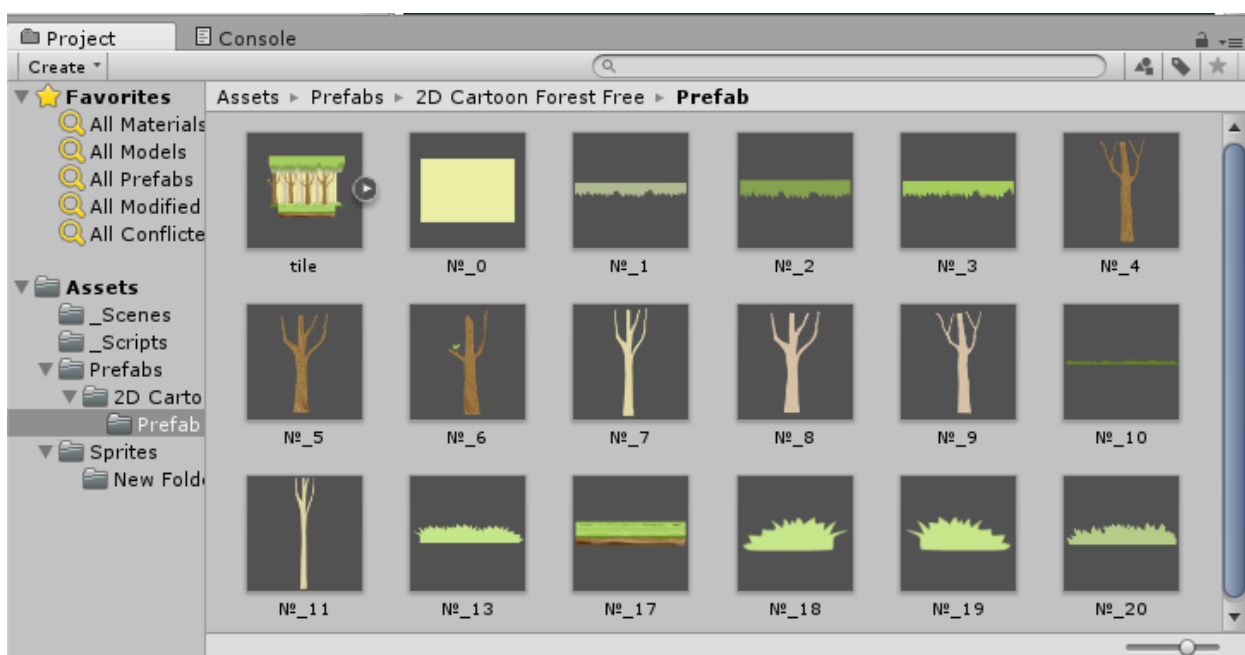 Project
Console
Create
Favorites
All Materials
All Models
All Prefabs
All Modified
All Conflicte
Assets
_Scenes
_Scripts
Prefabs
2D Carto
Prefab
Sprites
New Fold
Assets ▸ Prefabs ▸ 2D Cartoon Forest Free ▸ Prefab
tile №_0 №_1 №_2 №_3 №_4
№_5 №_6 №_7 №_8 №_9 №_10
№_11 №_13 №_17 №_18 №_19 №_20